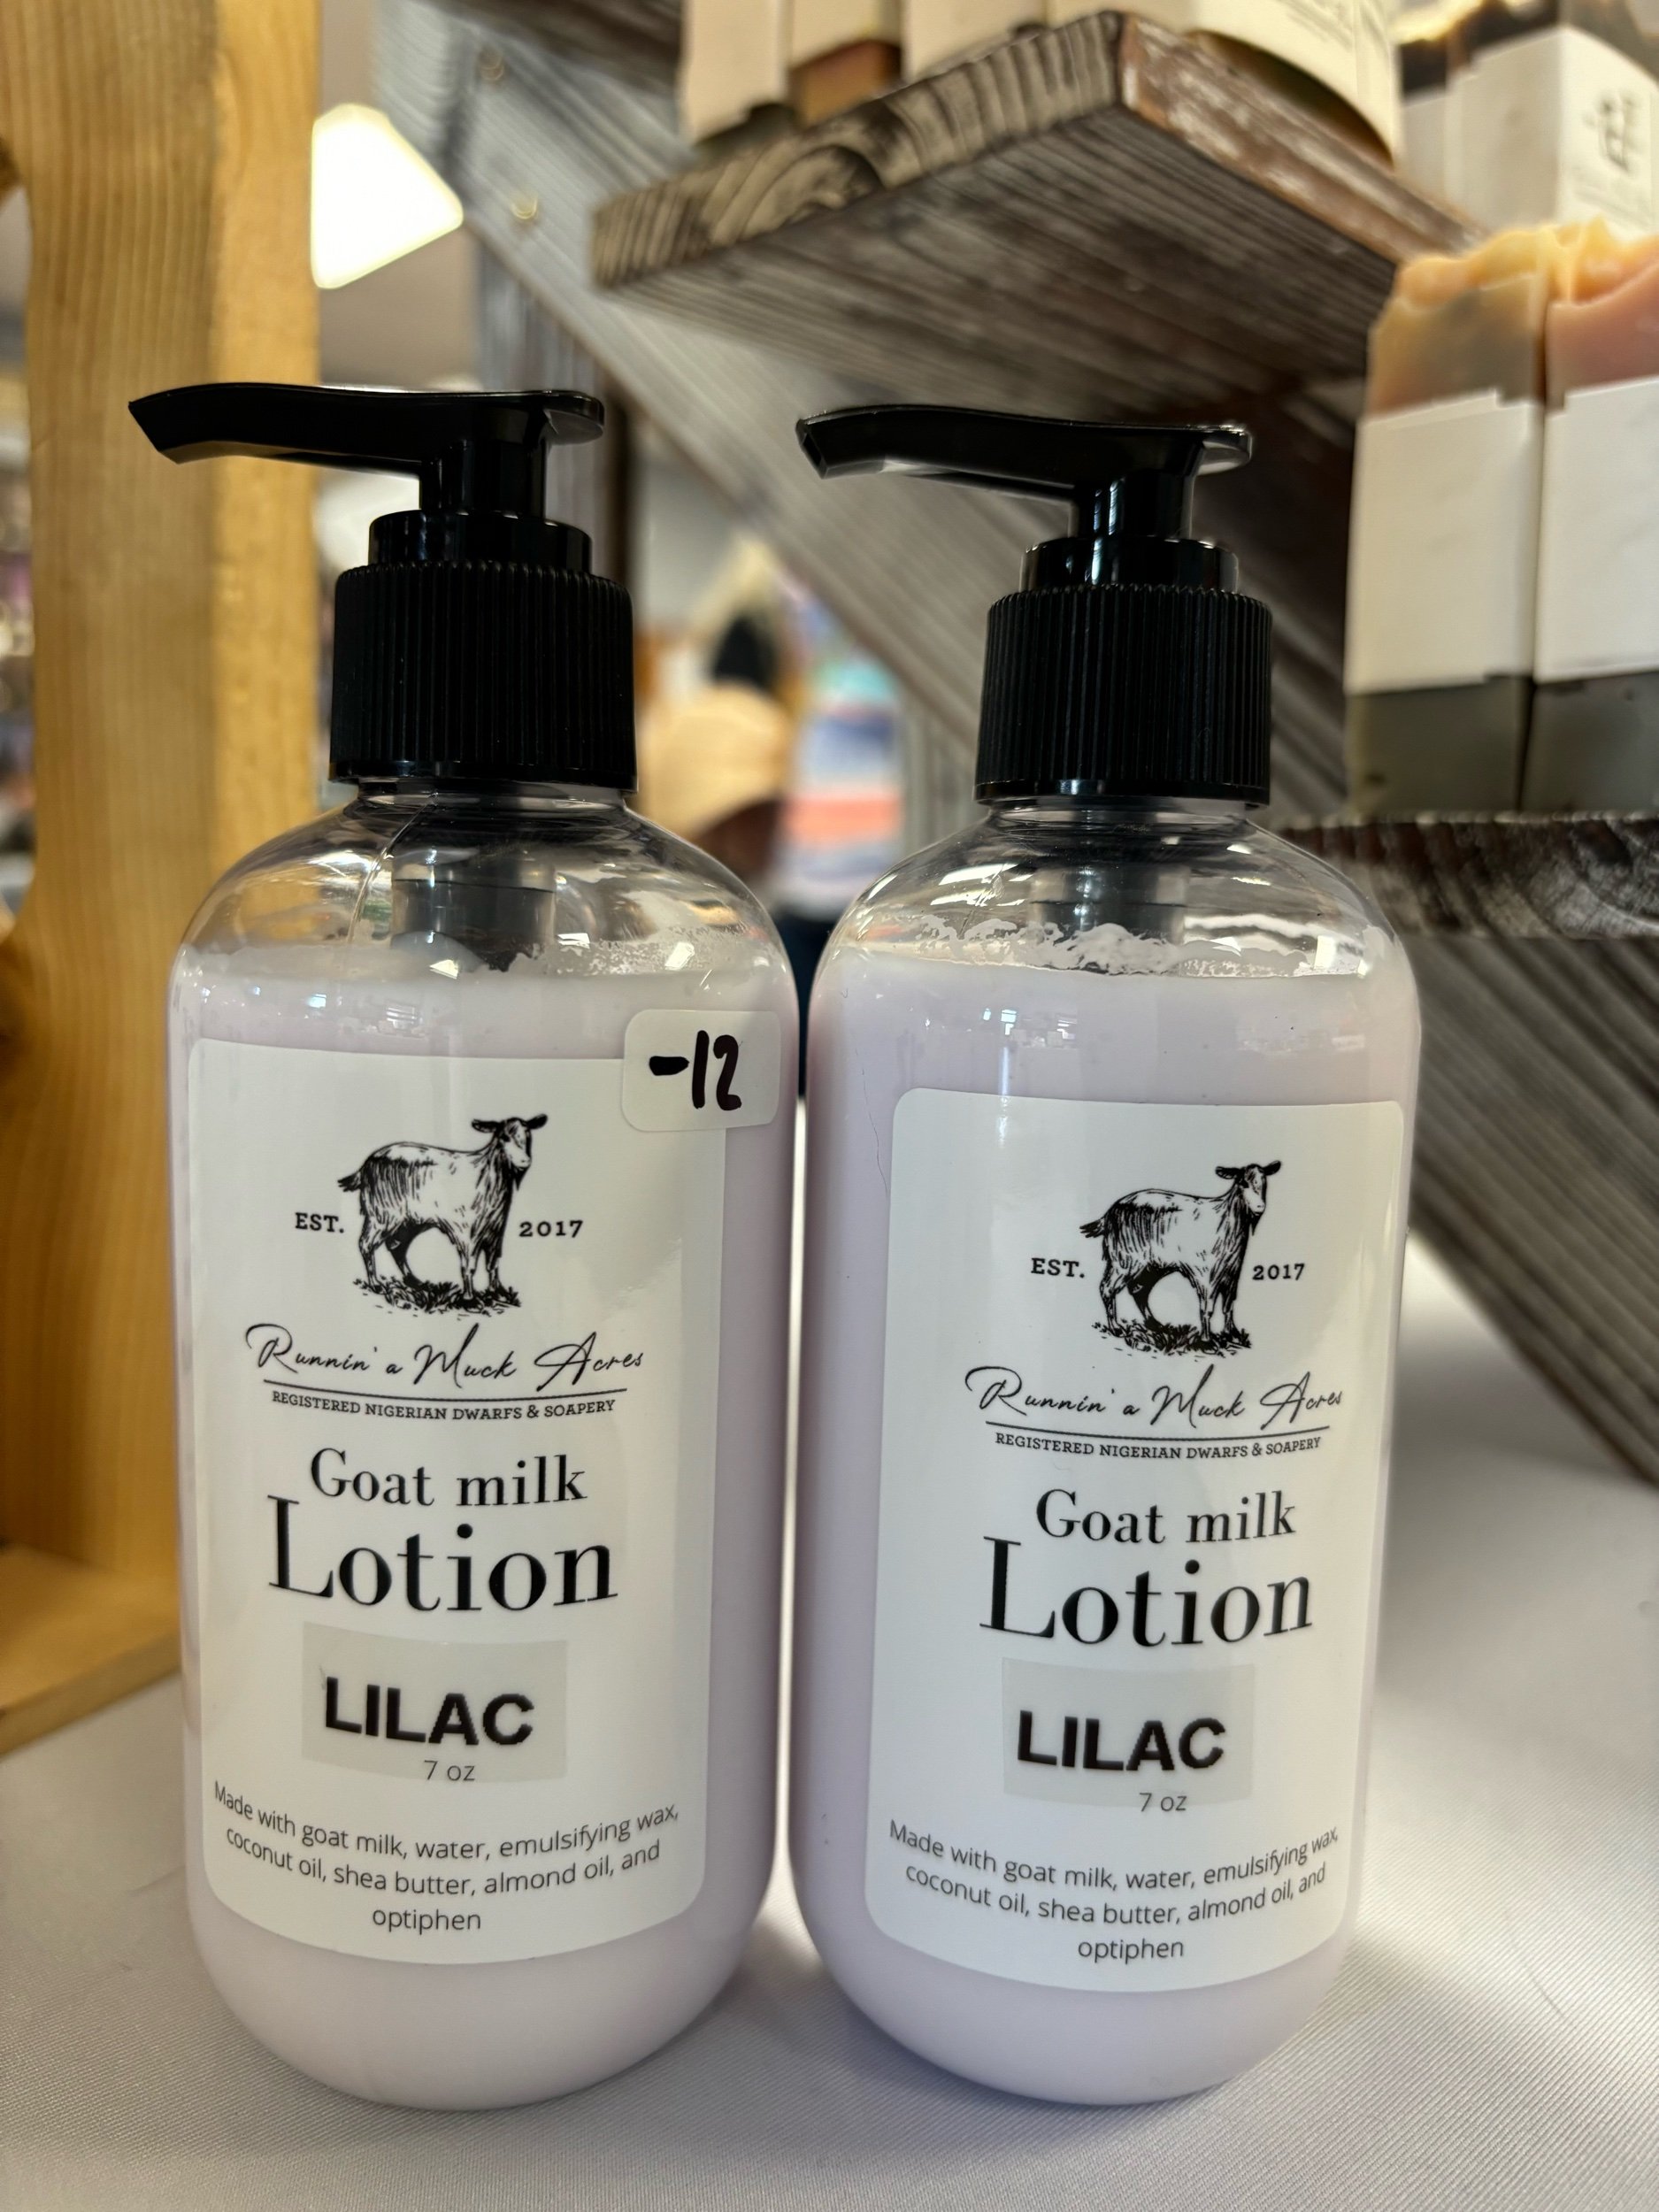 -12
EST. 2017
Runnin' a Muck Acres
REGISTERED NIGERIAN DWARFS & SOAPERY
Goat milk
Lotion
LILAC
7 oz
Made with goat milk, water, emulsifying wax,
coconut oil, shea butter, almond oil, and
optiphen
EST. 2017
Runnin' a Muck Acres
REGISTERED NIGERIAN DWARFS & SOAPERY
Goat milk
Lotion
LILAC
7 oz
Made with goat milk, water, emulsifying wax,
coconut oil, shea butter, almond oil, and
optiphen